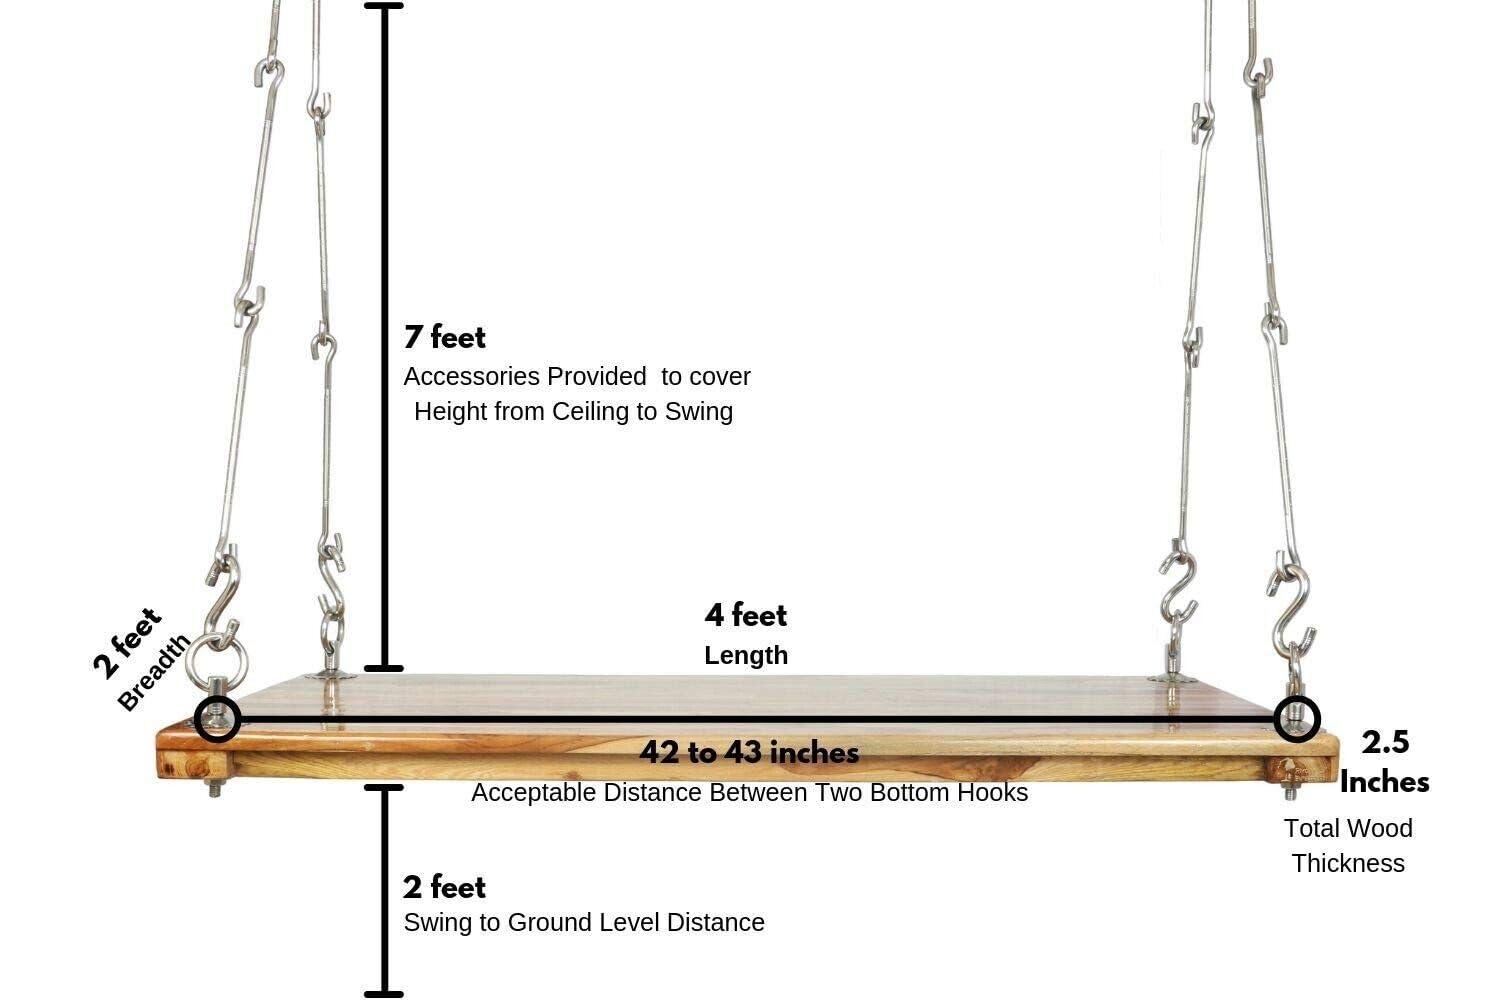 7 feet
Accessories Provided  to cover
Height from Ceiling to Swing
4 feet
Length
2 feet
Breadth
42 to 43 inches
Acceptable Distance Between Two Bottom Hooks
2.5
Inches
Total Wood
Thickness
2 feet
Swing to Ground Level Distance